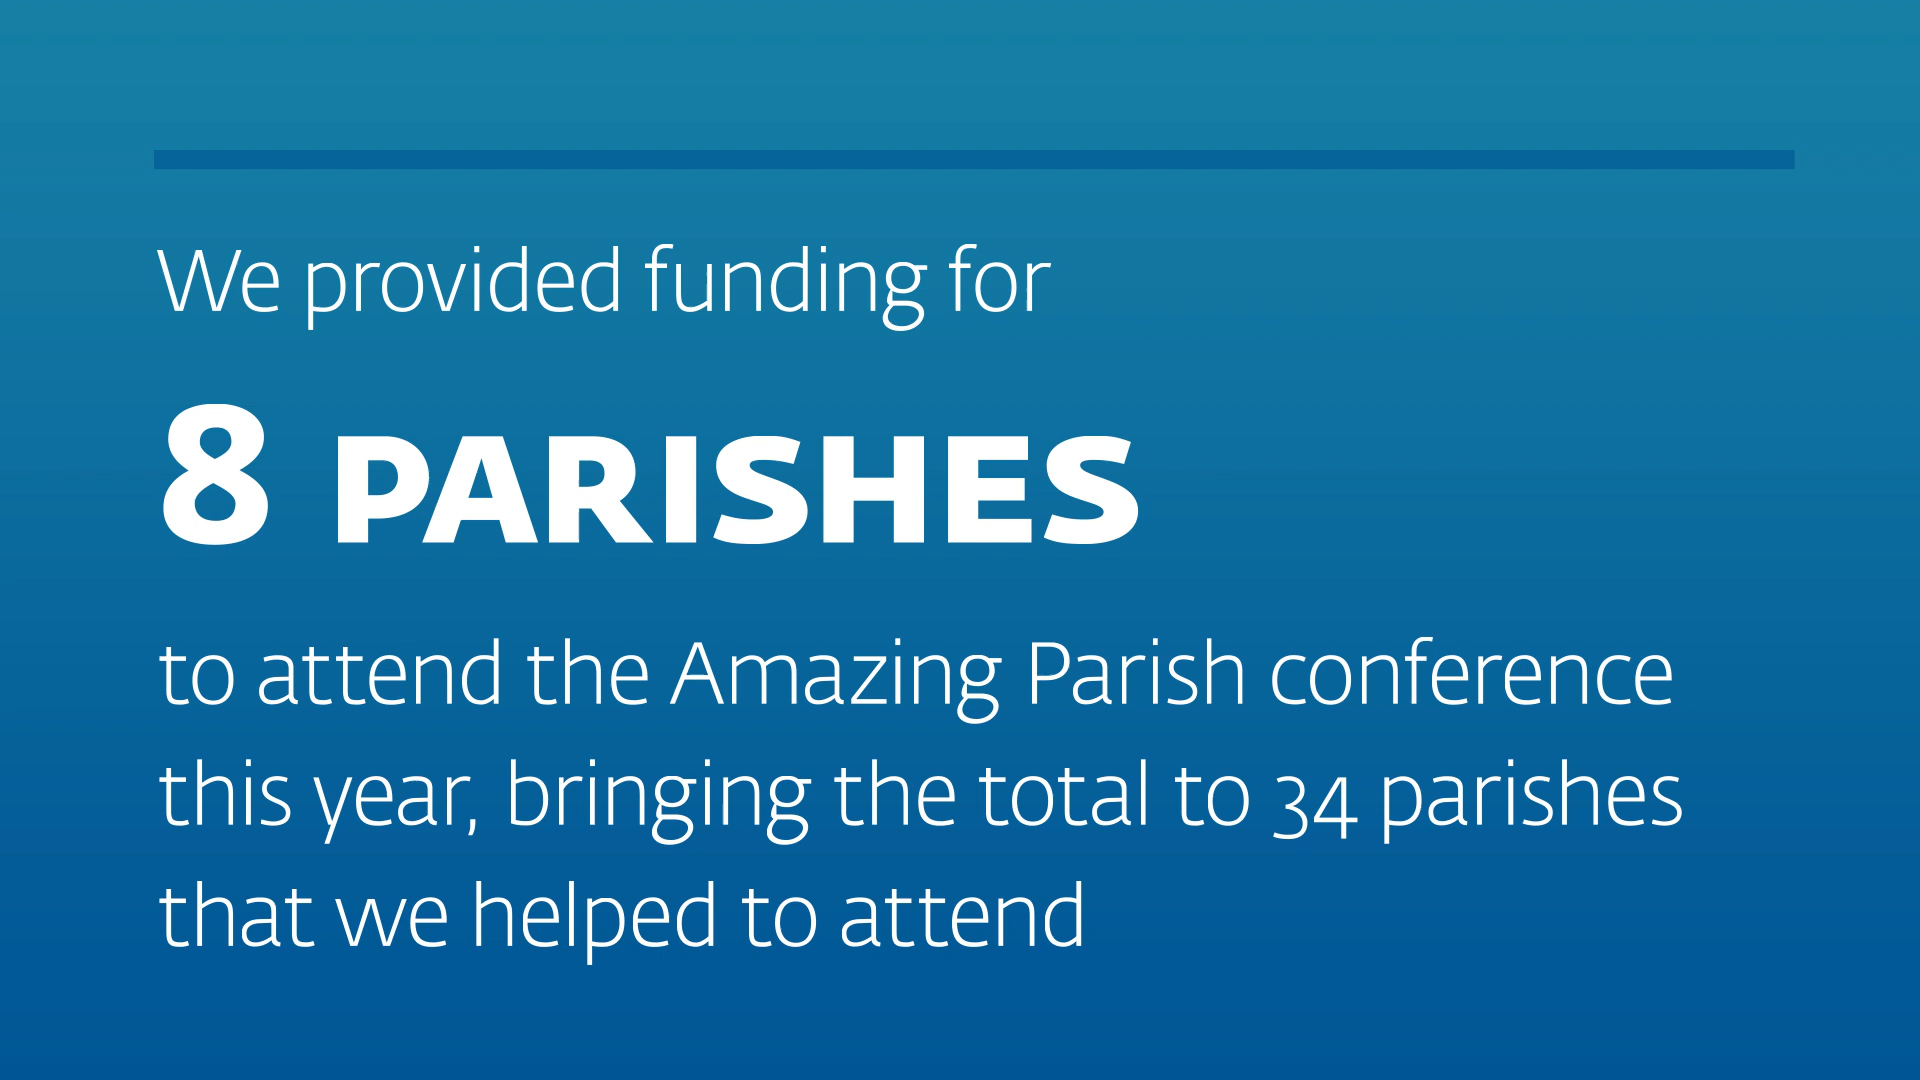 We provided funding for
8 PARISHES
to attend the Amazing Parish conference
this year, bringing the total to 34 parishes
that we helped to attend